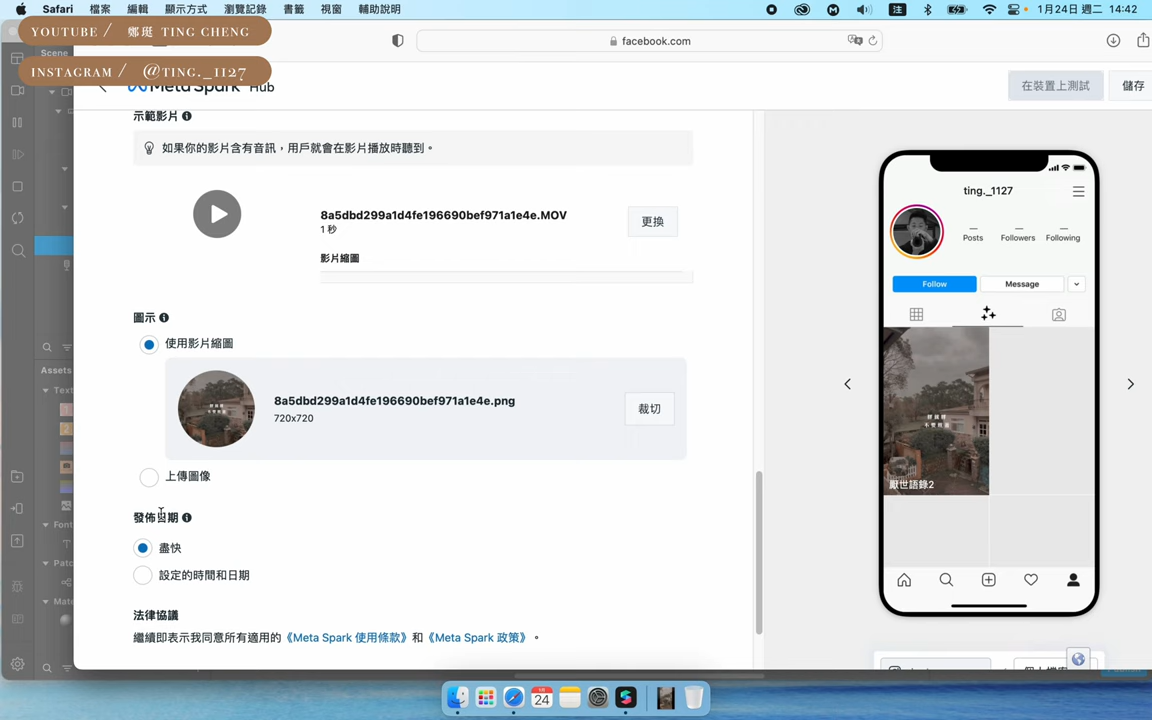 Safari 檔案 編輯 顯示方式 瀏覽記錄 書籤 視窗 輔助說明 注 1月24日 週二 14:42
YOUTUBE / 鄭珽 TING CHENG
INSTAGRAM / @TING._1127
facebook.com
Scene
Meta Spark Hub
在裝置上測試
儲存
示範影片
如果你的影片含有音訊，用戶就會在影片播放時聽到。
8a5dbd299a1d4fe196690bef971a1e4e.MOV
1 秒
更換
影片縮圖
圖示
使用影片縮圖
8a5dbd299a1d4fe196690bef971a1e4e.png
720x720
裁切
上傳圖像
發佈日期
盡快
設定的時間和日期
法律協議
繼續即表示我同意所有適用的《Meta Spark 使用條款》和《Meta Spark 政策》。
Assets
Text
Font
Patc
Mate
ting._1127
Posts Followers Following
Follow Message
厭世語錄2
24